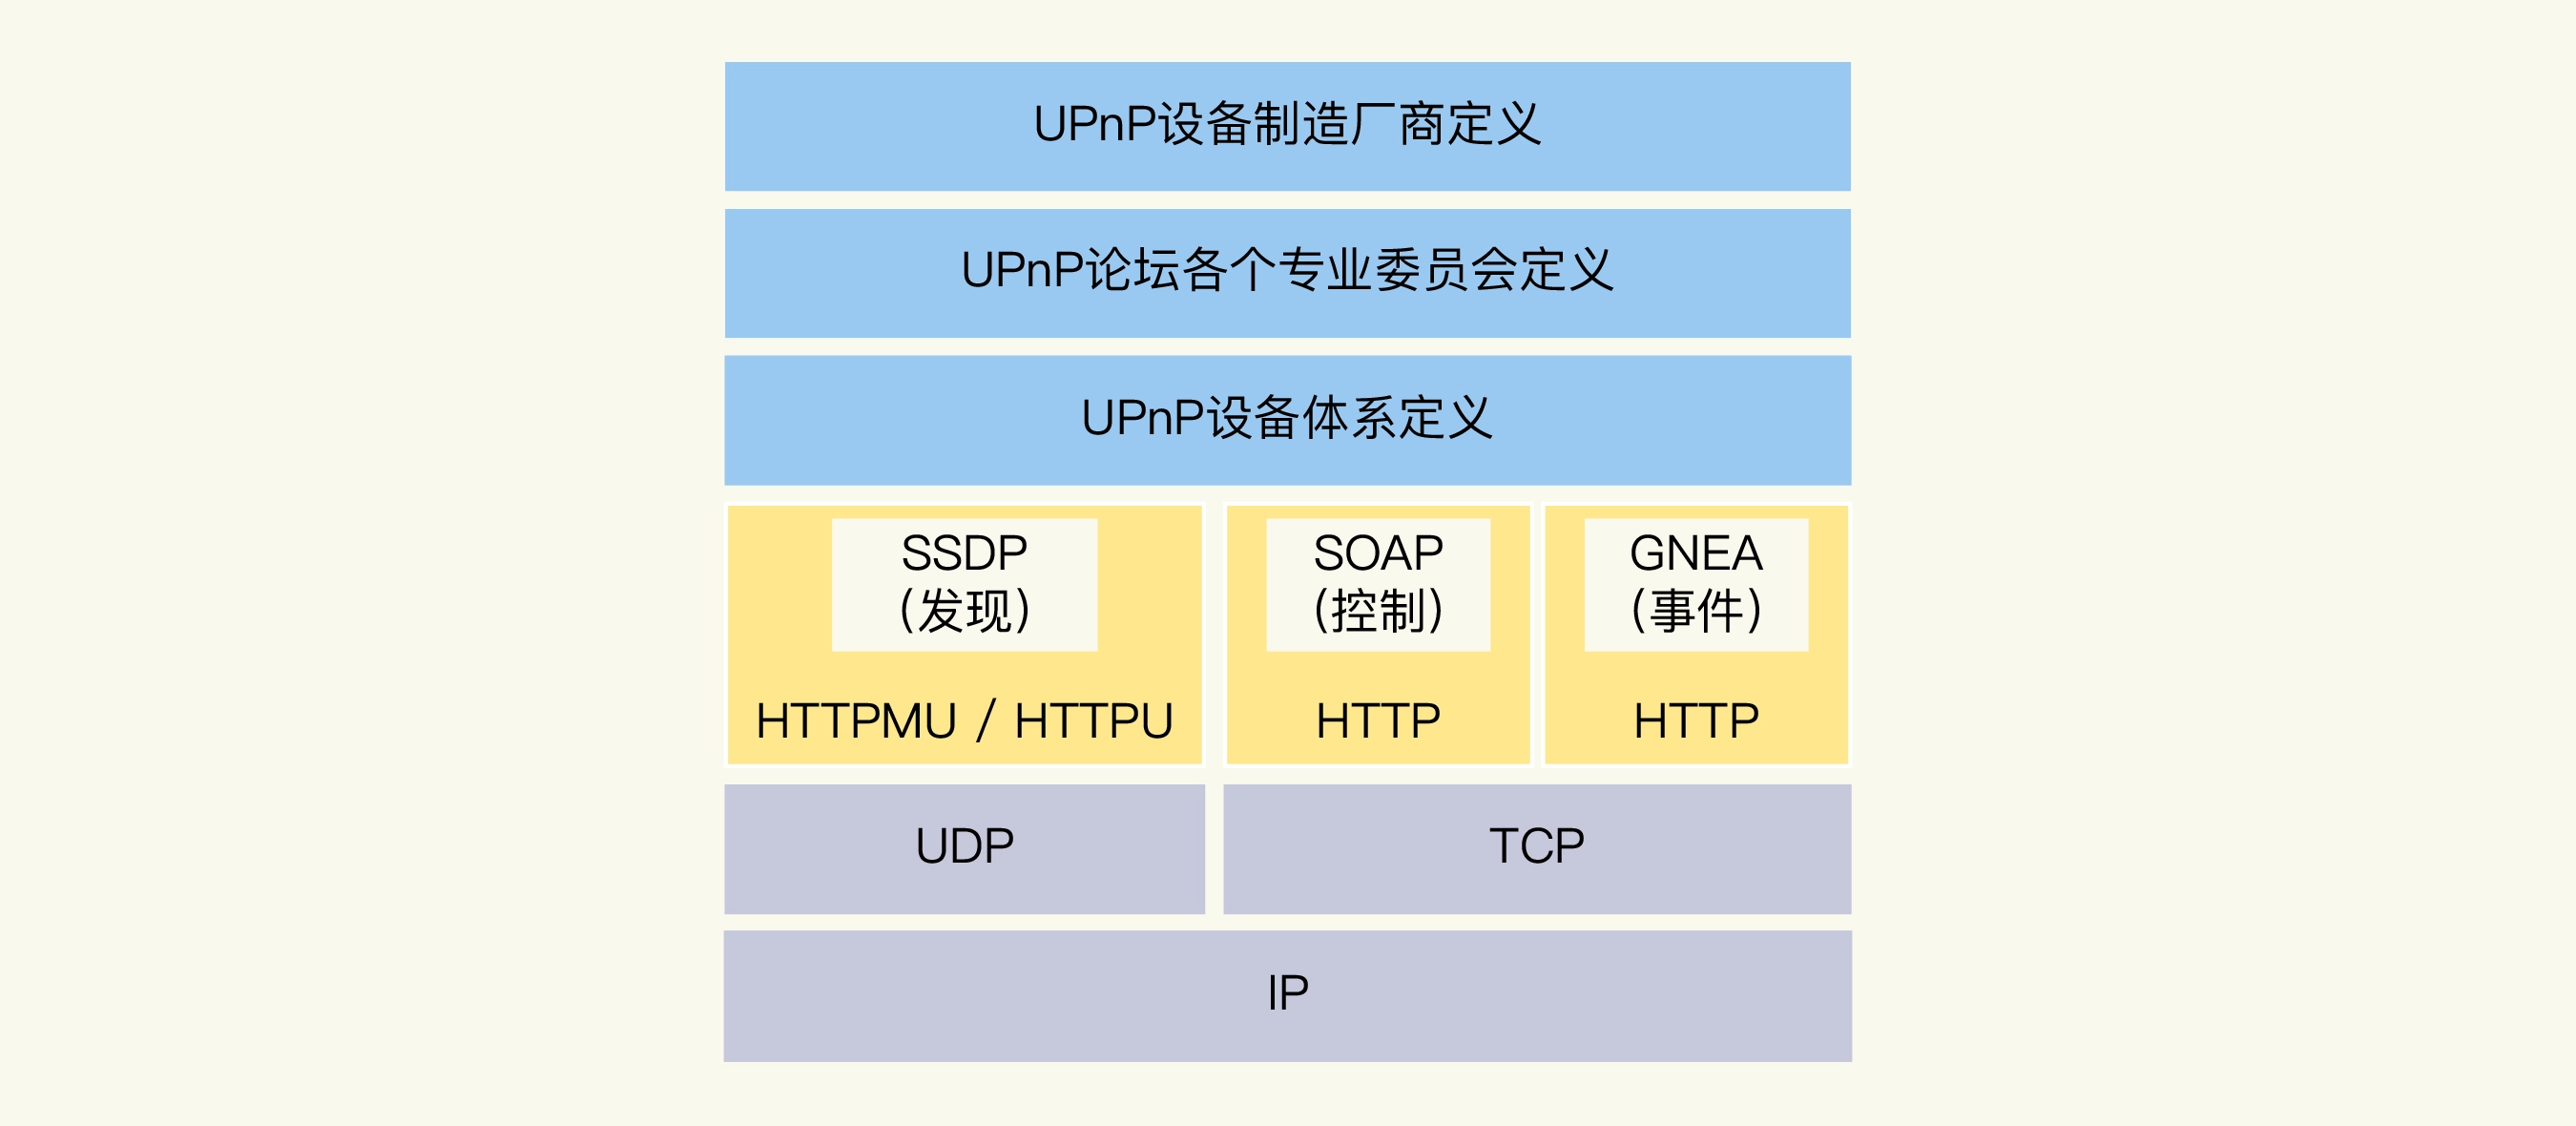 UPnP设备制造厂商定义
UPnP论坛各个专业委员会定义
UPnP设备体系定义
SSDP
(发现)
HTTPMU / HTTPU
SOAP
(控制)
HTTP
GNEA
(事件)
HTTP
UDP
TCP
IP